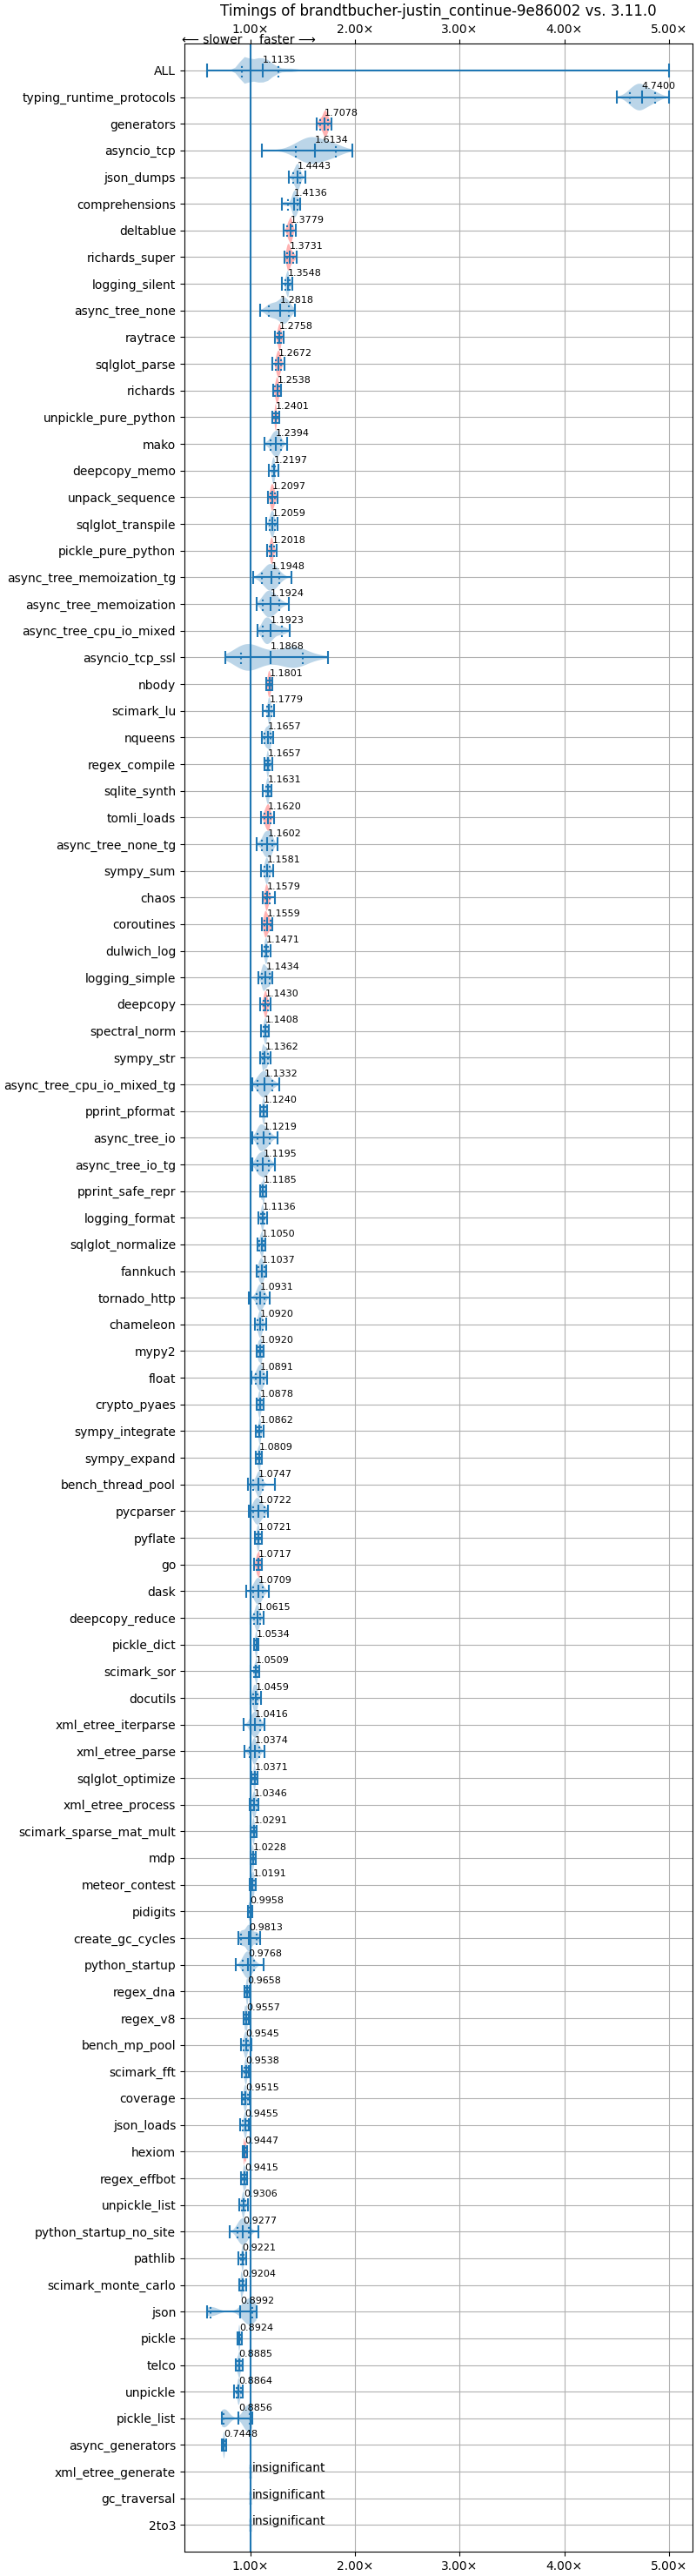 Timings of brandtbucher-justin_continue-9e86002 vs. 3.11.0
1.00× 2.00× 3.00× 4.00× 5.00×
⟵ slower faster ⟶
ALL 1.1135
typing_runtime_protocols 4.7400
generators 1.7078
asyncio_tcp 1.6134
json_dumps 1.4443
comprehensions 1.4136
deltablue 1.3779
richards_super 1.3731
logging_silent 1.3548
async_tree_none 1.2818
raytrace 1.2758
sqlglot_parse 1.2672
richards 1.2538
unpickle_pure_python 1.2401
mako 1.2394
deepcopy_memo 1.2197
unpack_sequence 1.2097
sqlglot_transpile 1.2059
pickle_pure_python 1.2018
async_tree_memoization_tg 1.1948
async_tree_memoization 1.1924
async_tree_cpu_io_mixed 1.1923
asyncio_tcp_ssl 1.1868
nbody 1.1801
scimark_lu 1.1779
nqueens 1.1657
regex_compile 1.1657
sqlite_synth 1.1631
tomli_loads 1.1620
async_tree_none_tg 1.1602
sympy_sum 1.1581
chaos 1.1579
coroutines 1.1559
dulwich_log 1.1471
logging_simple 1.1434
deepcopy 1.1430
spectral_norm 1.1408
sympy_str 1.1362
async_tree_cpu_io_mixed_tg 1.1332
pprint_pformat 1.1240
async_tree_io 1.1219
async_tree_io_tg 1.1195
pprint_safe_repr 1.1185
logging_format 1.1136
sqlglot_normalize 1.1050
fannkuch 1.1037
tornado_http 1.0931
chameleon 1.0920
mypy2 1.0920
float 1.0891
crypto_pyaes 1.0878
sympy_integrate 1.0862
sympy_expand 1.0809
bench_thread_pool 1.0747
pycparser 1.0722
pyflate 1.0721
go 1.0717
dask 1.0709
deepcopy_reduce 1.0615
pickle_dict 1.0534
scimark_sor 1.0509
docutils 1.0459
xml_etree_iterparse 1.0416
xml_etree_parse 1.0374
sqlglot_optimize 1.0371
xml_etree_process 1.0346
scimark_sparse_mat_mult 1.0291
mdp 1.0228
meteor_contest 1.0191
pidigits 0.9958
create_gc_cycles 0.9813
python_startup 0.9768
regex_dna 0.9658
regex_v8 0.9557
bench_mp_pool 0.9545
scimark_fft 0.9538
coverage 0.9515
json_loads 0.9455
hexiom 0.9447
regex_effbot 0.9415
unpickle_list 0.9306
python_startup_no_site 0.9277
pathlib 0.9221
scimark_monte_carlo 0.9204
json 0.8992
pickle 0.8924
telco 0.8885
unpickle 0.8864
pickle_list 0.8856
async_generators 0.7448
xml_etree_generate insignificant
gc_traversal insignificant
2to3 insignificant
1.00× 2.00× 3.00× 4.00× 5.00×